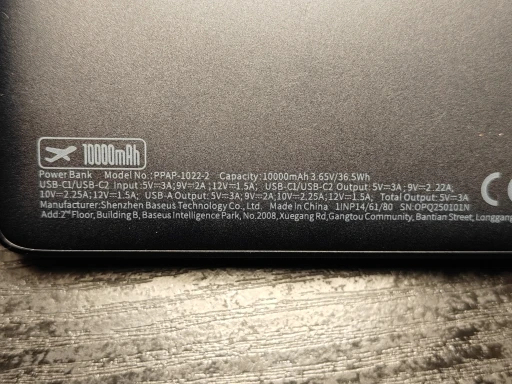 10000mAh
Power Bank Model No.:PPAP-1022-2 Capacity:10000mAh 3.65V/36.5Wh
USB-C1/USB-C2 Input:5V⎓3A;9V⎓2A;12V⎓1.5A; USB-C1/USB-C2 Output:5V⎓3A;9V⎓2.22A,
10V⎓2.25A;12V⎓1.5A; USB-A Output:5V⎓3A;9V⎓2A;10V⎓2.25A;12V⎓1.5A; Total Output:5V⎓3A
Manufacturer:Shenzhen Baseus Technology Co.,Ltd. Made in China 1INP14/61/80 SN:OPQ250101N
Add:2ⁿᵈFloor,Building B,Baseus Intelligence Park,No.2008,Xuegang Rd,Gangtou Community,Bantian Street,Longgang
CE